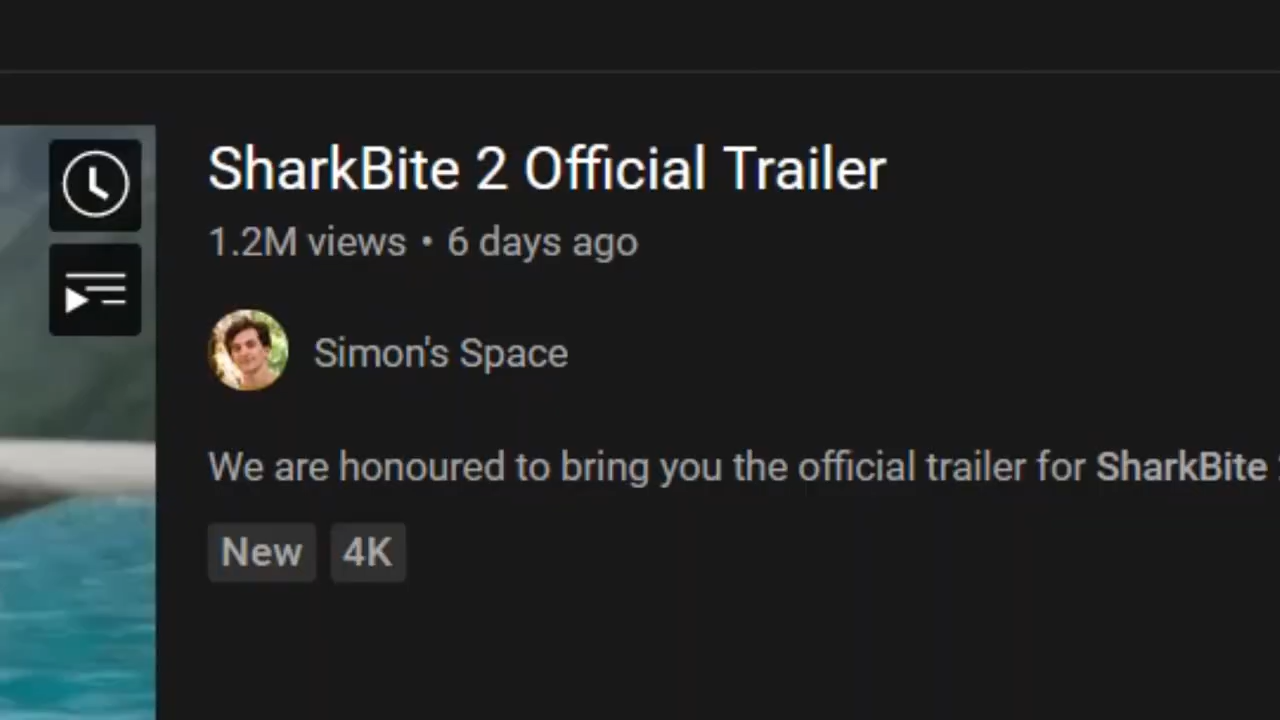 SharkBite 2 Official Trailer
1.2M views • 6 days ago
Simon's Space
We are honoured to bring you the official trailer for SharkBite
New 4K